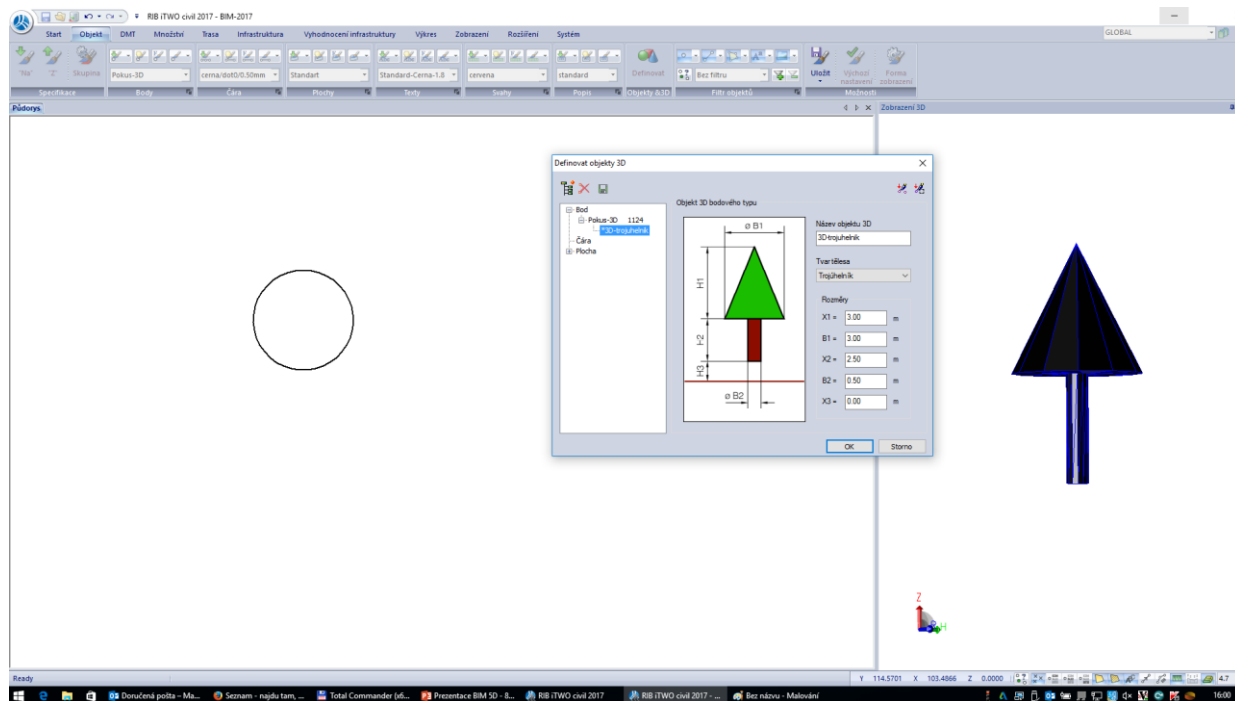 RIB iTWO civil 2017 - BIM-2017
Start Objekt DMT Množství Trasa Infrastruktura Vyhodnocení infrastruktury Výkres Zobrazení Rozšíření Systém GLOBAL
"Na" "Z" Skupina Pokus-3D cerna/dot0/0.50mm Standart Standard-Cerna-1.8 cervena standard Definovat Bez filtru Uložit Výchozí nastavení Forma zobrazení
Specifikace Body Čára Plochy Texty Svahy Popis Objekty &3D Filtr objektů Možnosti
Půdorys Zobrazení 3D
Definovat objekty 3D
Bod
Pokus-3D 1124
*3D-trojuhelnik
Čára
Plocha
Objekt 3D bodového typu
ø B1
H1
H2
H3
ø B2
Název objektu 3D
3D-trojuhelnik
Tvar tělesa
Trojúhelník
Rozměry
X1 = 3.00 m
B1 = 3.00 m
X2 = 2.50 m
B2 = 0.50 m
X3 = 0.00 m
OK Storno
Z
H
Ready Y 114.5701 X 103.4866 Z 0.0000 4.7
Doručená pošta – Ma... Seznam - najdu tam, ... Total Commander (x6... Prezentace BIM 5D - 8... RIB iTWO civil 2017 RIB iTWO civil 2017 - ... Bez názvu - Malování 16:00